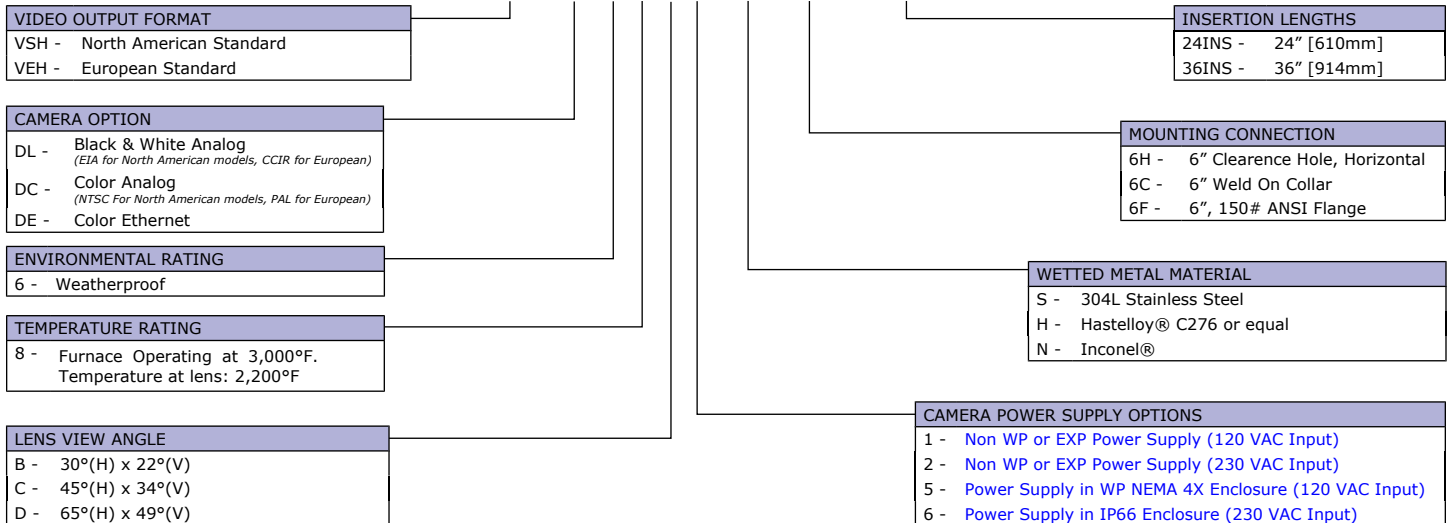 VIDEO OUTPUT FORMAT
VSH - North American Standard
VEH - European Standard
CAMERA OPTION
DL - Black & White Analog
(EIA for North American models, CCIR for European)
DC - Color Analog
(NTSC For North American models, PAL for European)
DE - Color Ethernet
ENVIRONMENTAL RATING
6 - Weatherproof
TEMPERATURE RATING
8 - Furnace Operating at 3,000°F.
Temperature at lens: 2,200°F
LENS VIEW ANGLE
B - 30°(H) x 22°(V)
C - 45°(H) x 34°(V)
D - 65°(H) x 49°(V)
INSERTION LENGTHS
24INS - 24” [610mm]
36INS - 36” [914mm]
MOUNTING CONNECTION
6H - 6” Clearence Hole, Horizontal
6C - 6” Weld On Collar
6F - 6”, 150# ANSI Flange
WETTED METAL MATERIAL
S - 304L Stainless Steel
H - Hastelloy® C276 or equal
N - Inconel®
CAMERA POWER SUPPLY OPTIONS
1 - Non WP or EXP Power Supply (120 VAC Input)
2 - Non WP or EXP Power Supply (230 VAC Input)
5 - Power Supply in WP NEMA 4X Enclosure (120 VAC Input)
6 - Power Supply in IP66 Enclosure (230 VAC Input)